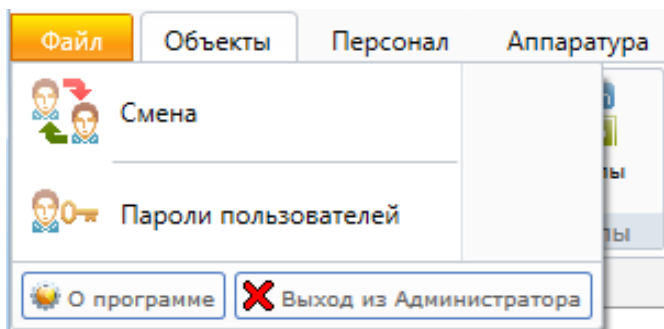 Файл Объекты Персонал Аппаратура
Смена
Пароли пользователей
О программе Выход из Администратора